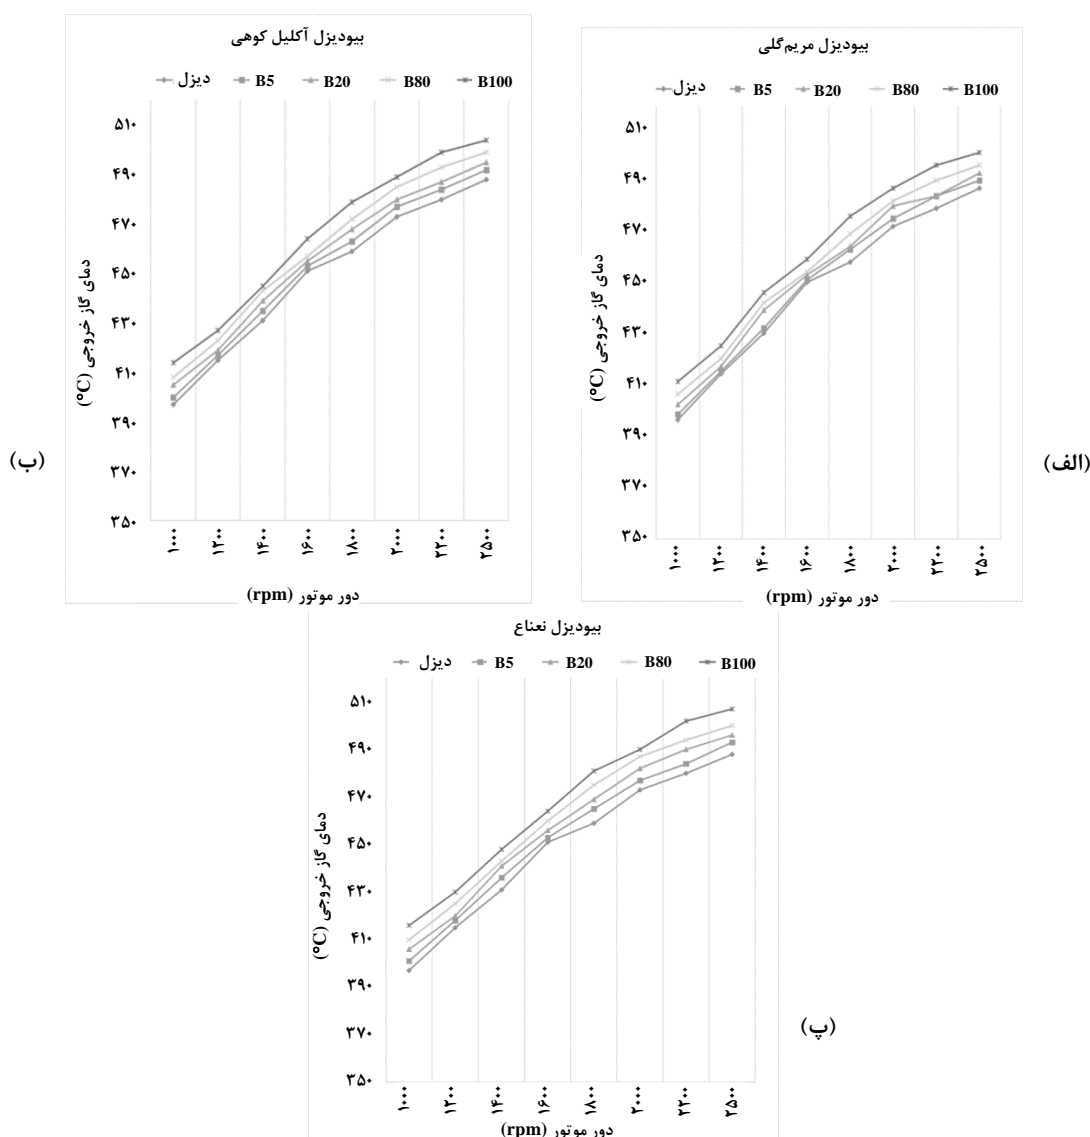 بیودیزل مریم‌گلی
دیزل B5 B20 B80 B100
۵۱۰
۴۹۰
۴۷۰
۴۵۰
۴۳۰
۴۱۰
۳۹۰
۳۷۰
۳۵۰
دمای گاز خروجی (°C)
۱۰۰۰ ۱۲۰۰ ۱۴۰۰ ۱۶۰۰ ۱۸۰۰ ۲۰۰۰ ۲۲۰۰ ۲۵۰۰
دور موتور (rpm)
(الف)
بیودیزل آکلیل کوهی
دیزل B5 B20 B80 B100
۵۱۰
۴۹۰
۴۷۰
۴۵۰
۴۳۰
۴۱۰
۳۹۰
۳۷۰
۳۵۰
دمای گاز خروجی (°C)
۱۰۰۰ ۱۲۰۰ ۱۴۰۰ ۱۶۰۰ ۱۸۰۰ ۲۰۰۰ ۲۲۰۰ ۲۵۰۰
دور موتور (rpm)
(ب)
بیودیزل نعناع
دیزل B5 B20 B80 B100
۵۱۰
۴۹۰
۴۷۰
۴۵۰
۴۳۰
۴۱۰
۳۹۰
۳۷۰
۳۵۰
دمای گاز خروجی (°C)
۱۰۰۰ ۱۲۰۰ ۱۴۰۰ ۱۶۰۰ ۱۸۰۰ ۲۰۰۰ ۲۲۰۰ ۲۵۰۰
دور موتور (rpm)
(پ)